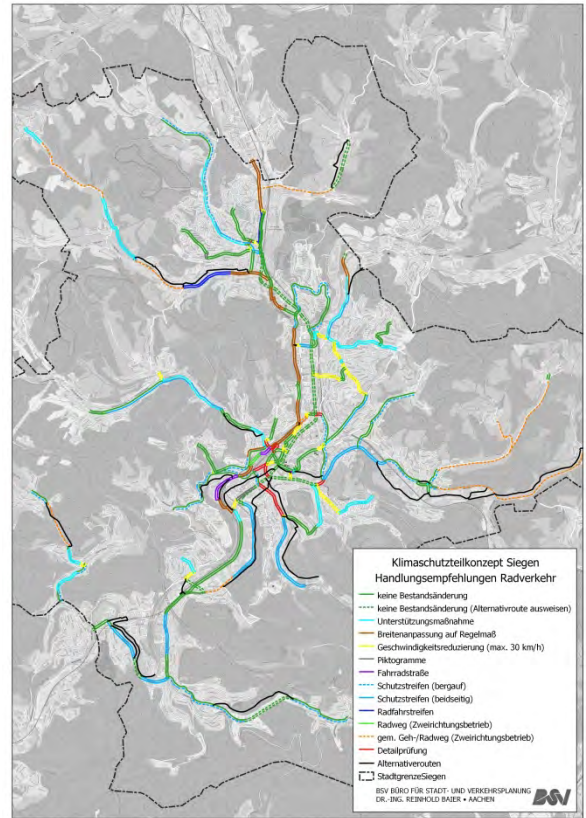 Klimaschutzteilkonzept Siegen
Handlungsempfehlungen Radverkehr
keine Bestandsänderung
keine Bestandsänderung (Alternativroute ausweisen)
Unterstützungsmaßnahme
Breitenanpassung auf Regelmaß
Geschwindigkeitsreduzierung (max. 30 km/h)
Piktogramme
Fahrradstraße
Schutzstreifen (bergauf)
Schutzstreifen (beidseitig)
Radfahrstreifen
Radweg (Zweirichtungsbetrieb)
gem. Geh-/Radweg (Zweirichtungsbetrieb)
Detailprüfung
Alternativerouten
StadtgrenzeSiegen
BSV BÜRO FÜR STADT- UND VERKEHRSPLANUNG
DR.-ING. REINHOLD BAIER • AACHEN
BSV